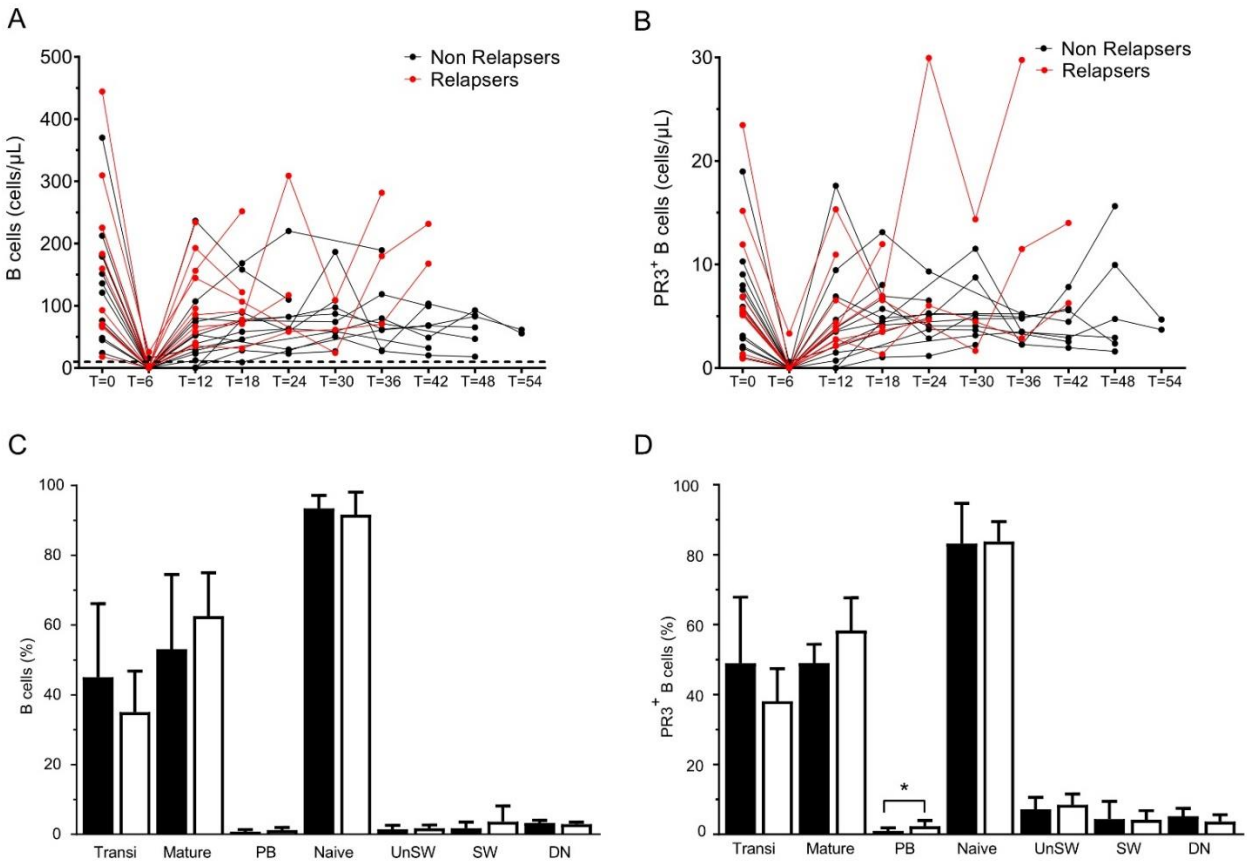 A
B cells (cells/μL)
500
400
300
200
100
0
Non Relapsers
Relapsers
T=0 T=6 T=12 T=18 T=24 T=30 T=36 T=42 T=48 T=54
B
PR3⁺ B cells (cells/μL)
30
20
10
0
Non Relapsers
Relapsers
T=0 T=6 T=12 T=18 T=24 T=30 T=36 T=42 T=48 T=54
C
B cells (%)
100
80
60
40
20
0
Transi Mature PB Naive UnSW SW DN
D
PR3⁺ B cells (%)
100
80
60
40
20
0
*
Transi Mature PB Naive UnSW SW DN